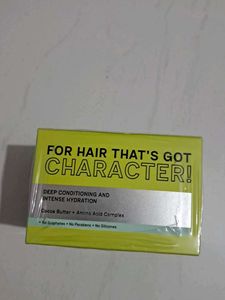 FOR HAIR THAT'S GOT
CHARACTER!
DEEP CONDITIONING AND
INTENSE HYDRATION
Cocoa Butter + Amino Acid Complex
• No Sulphates • No Parabens • No Silicones